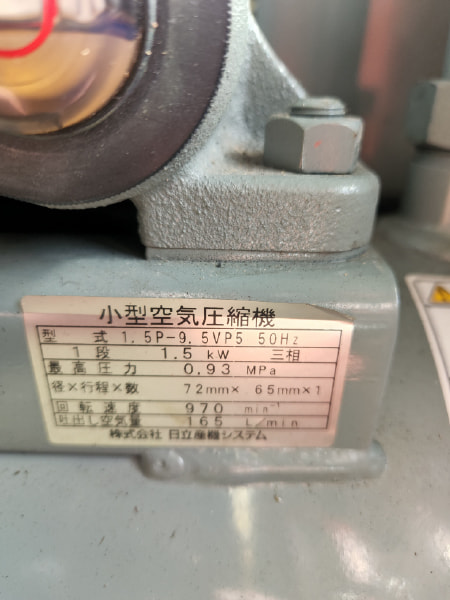 小型空気圧縮機
型 式 1.5P-9.5VP5 50Hz
1段 1.5 kW 三相
最高圧力 0.93 MPa
径×行程×数 72mm× 65mm×1
回転速度 970 min⁻¹
吐出し空気量 165 L/min
株式会社 日立産機システム